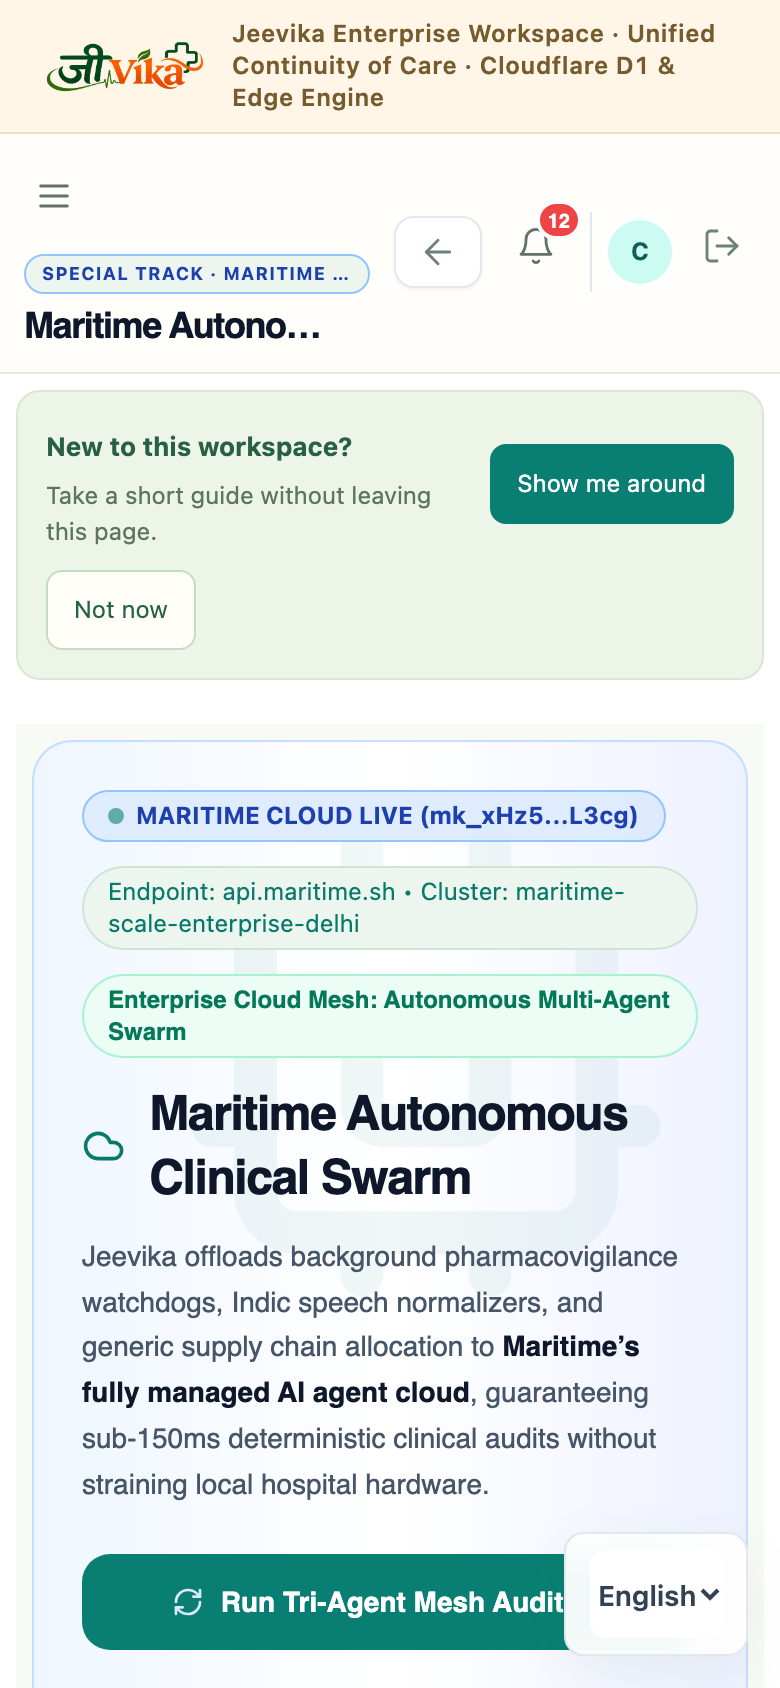 जीvika
Jeevika Enterprise Workspace · Unified
Continuity of Care · Cloudflare D1 &
Edge Engine
12
C
SPECIAL TRACK · MARITIME ...
Maritime Autono...
New to this workspace?
Take a short guide without leaving
this page.
Show me around
Not now
MARITIME CLOUD LIVE (mk_xHz5...L3cg)
Endpoint: api.maritime.sh • Cluster: maritime-
scale-enterprise-delhi
Enterprise Cloud Mesh: Autonomous Multi-Agent
Swarm
Maritime Autonomous
Clinical Swarm
Jeevika offloads background pharmacovigilance
watchdogs, Indic speech normalizers, and
generic supply chain allocation to Maritime’s
fully managed AI agent cloud, guaranteeing
sub-150ms deterministic clinical audits without
straining local hospital hardware.
Run Tri-Agent Mesh Audit
English